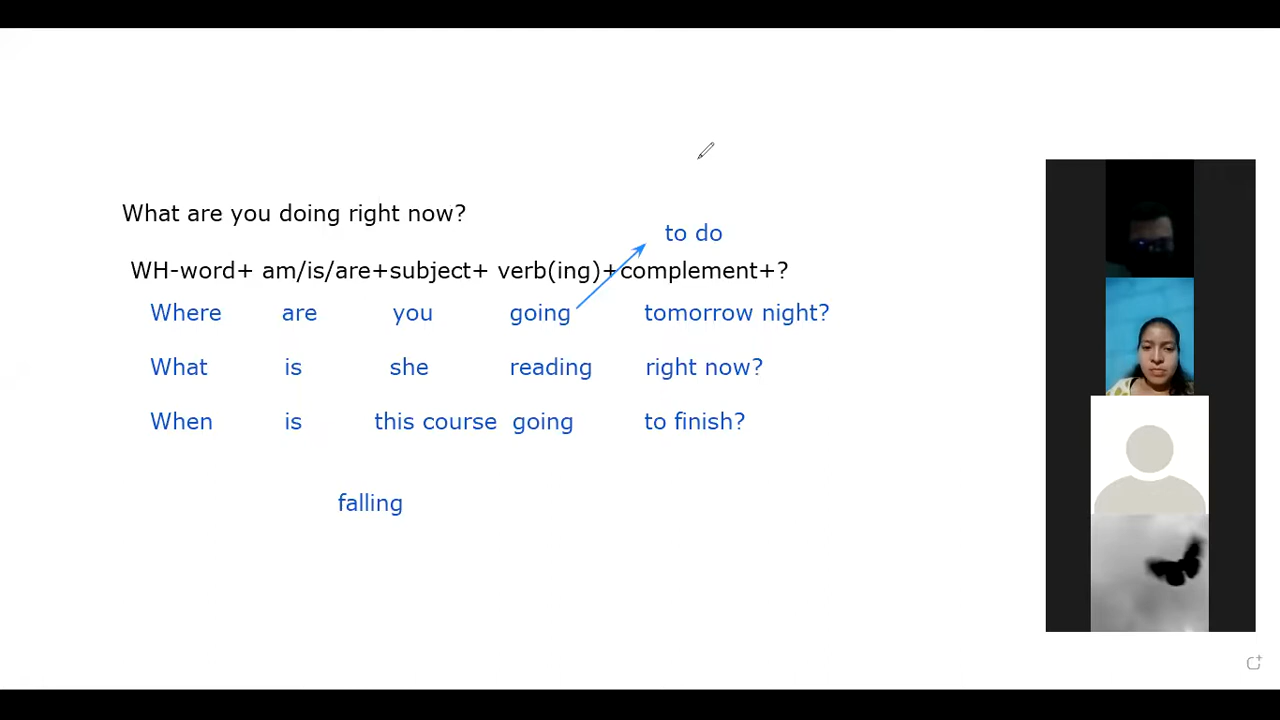 What are you doing right now?
to do
WH-word+ am/is/are+subject+ verb(ing)+complement+?
Where are you going tomorrow night?
What is she reading right now?
When is this course going to finish?
falling